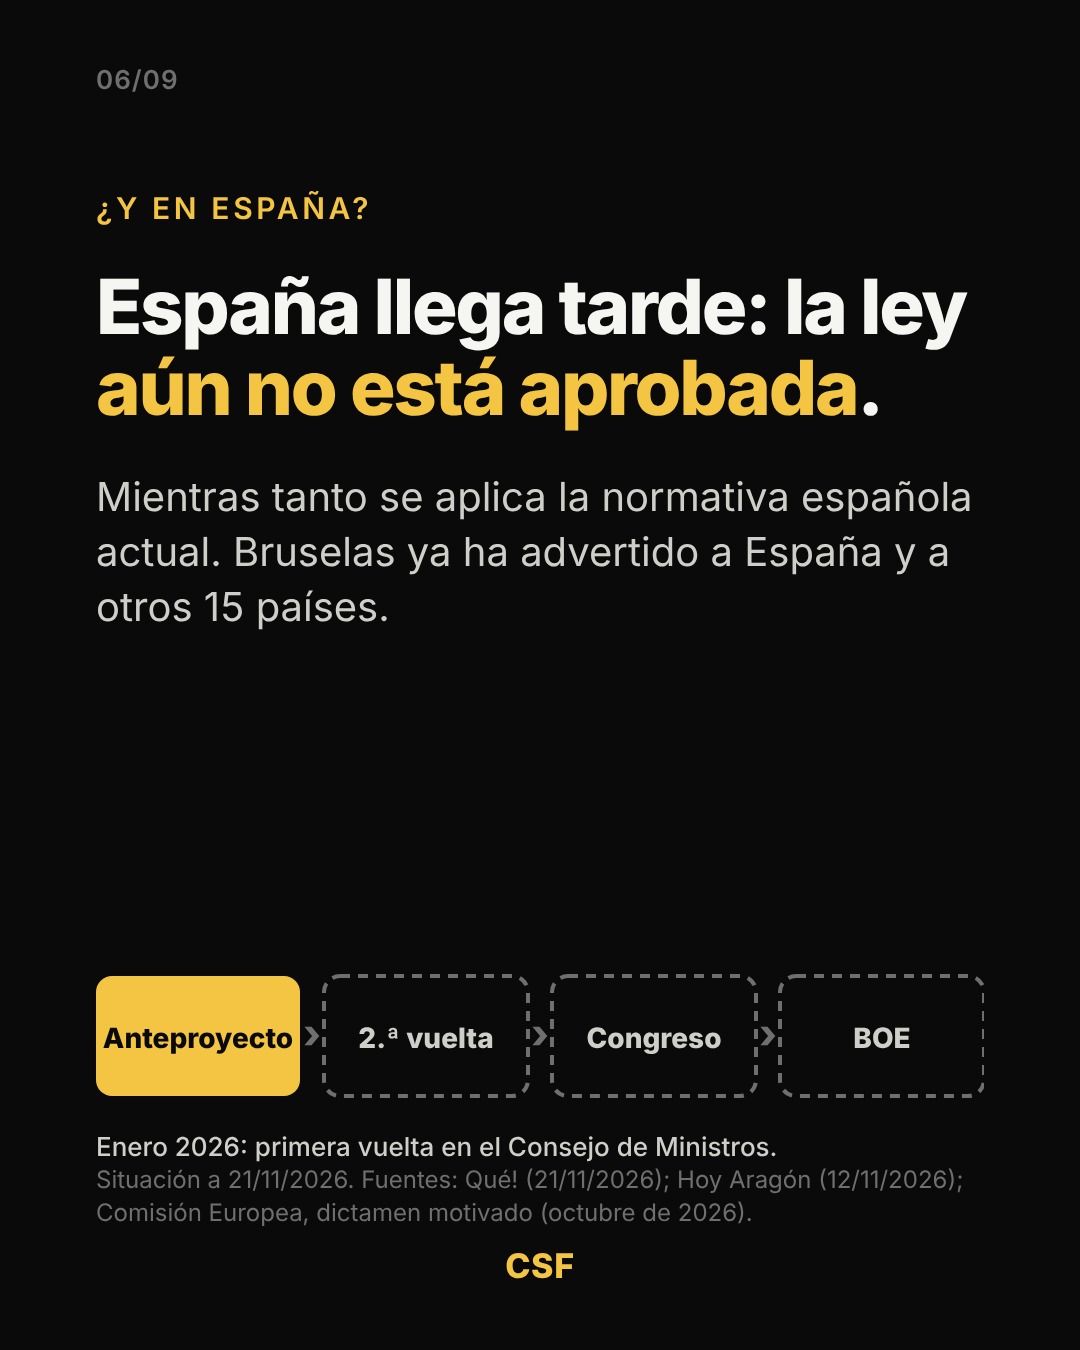 06/09
¿Y EN ESPAÑA?
España llega tarde: la ley
aún no está aprobada.
Mientras tanto se aplica la normativa española
actual. Bruselas ya ha advertido a España y a
otros 15 países.
Anteproyecto › 2.ª vuelta › Congreso › BOE
Enero 2026: primera vuelta en el Consejo de Ministros.
Situación a 21/11/2026. Fuentes: Qué! (21/11/2026); Hoy Aragón (12/11/2026);
Comisión Europea, dictamen motivado (octubre de 2026).
CSF